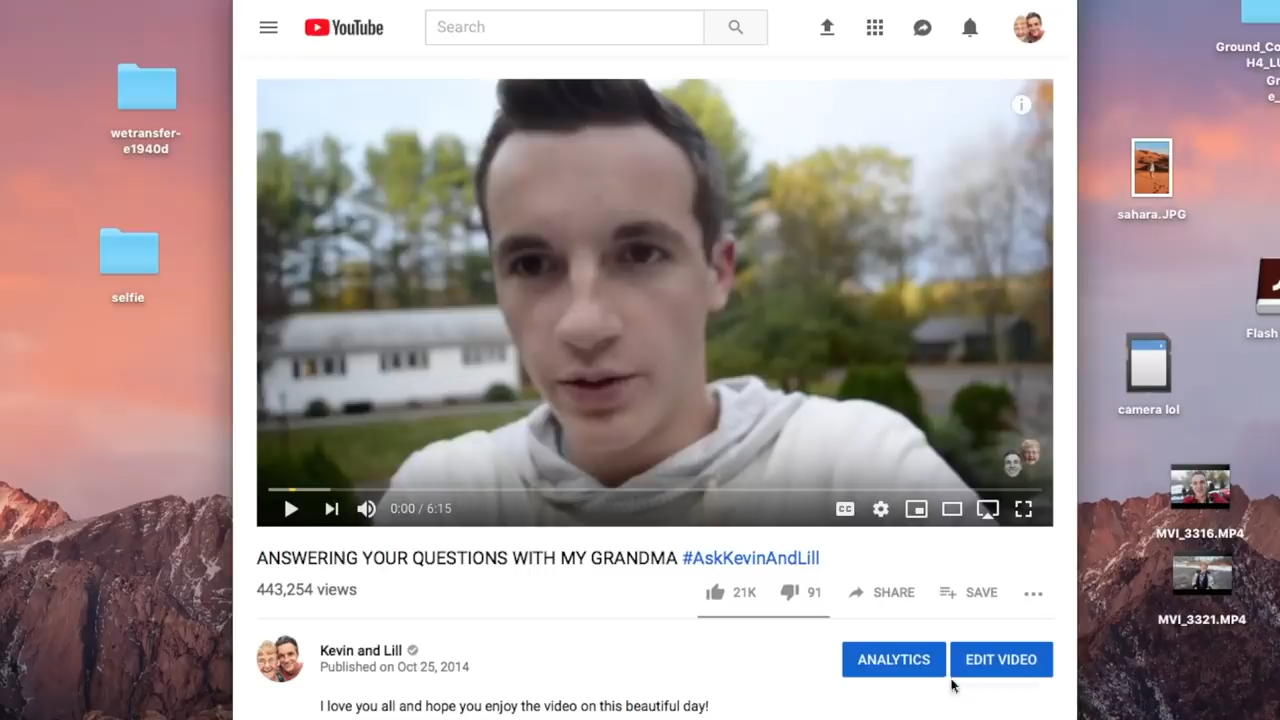 YouTube
Search
Ground_Co
H4_LU
Gr
e_
wetransfer-
e1940d
sahara.JPG
selfie
Flash
camera lol
0:00 / 6:15
CC
MVI_3316.MP4
ANSWERING YOUR QUESTIONS WITH MY GRANDMA #AskKevinAndLill
443,254 views
21K
91
SHARE
SAVE
MVI_3321.MP4
Kevin and Lill
Published on Oct 25, 2014
ANALYTICS
EDIT VIDEO
I love you all and hope you enjoy the video on this beautiful day!